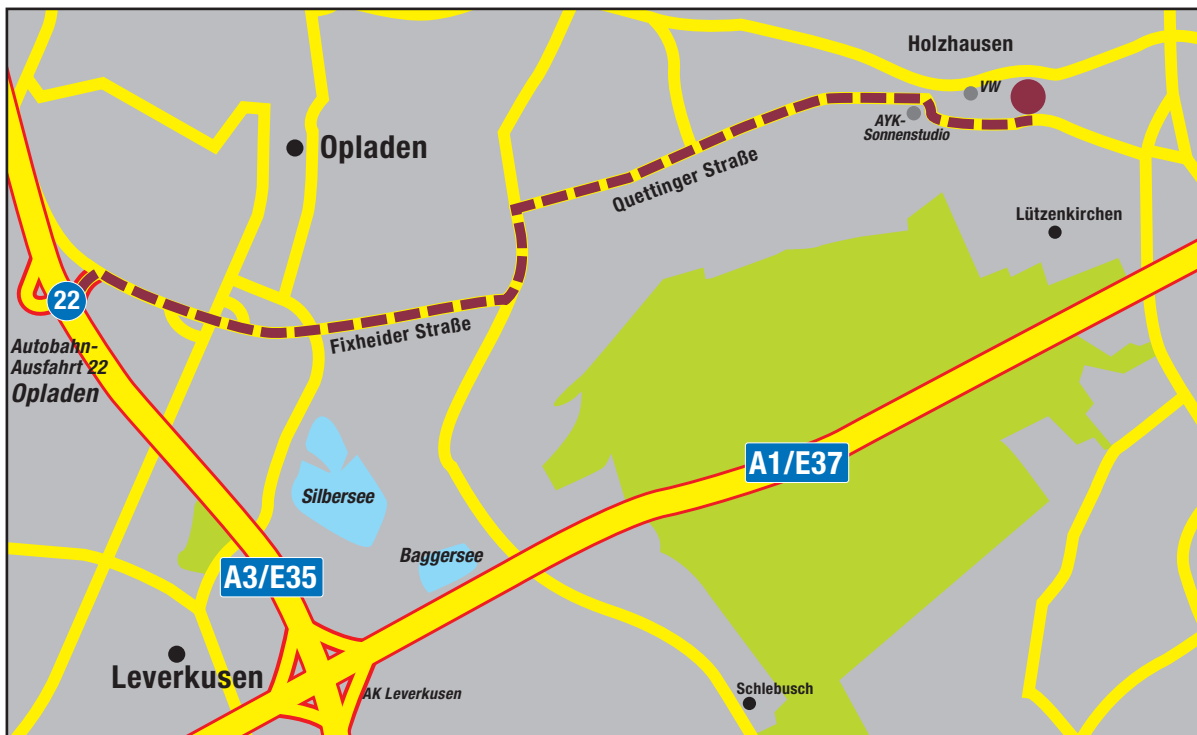 Holzhausen
VW
AYK-
Sonnenstudio
Opladen
Quettinger Straße
Lützenkirchen
22
Fixheider Straße
Autobahn-
Ausfahrt 22
Opladen
A1/E37
Silbersee
Baggersee
A3/E35
Leverkusen
AK Leverkusen
Schlebusch